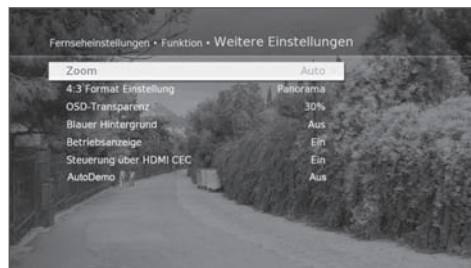 Fernseheinstellungen • Funktion • Weitere Einstellungen
Zoom Auto
4:3 Format Einstellung Panorama
OSD-Transparenz 30%
Blauer Hintergrund Aus
Betriebsanzeige Ein
Steuerung über HDMI CEC Ein
AutoDemo Aus